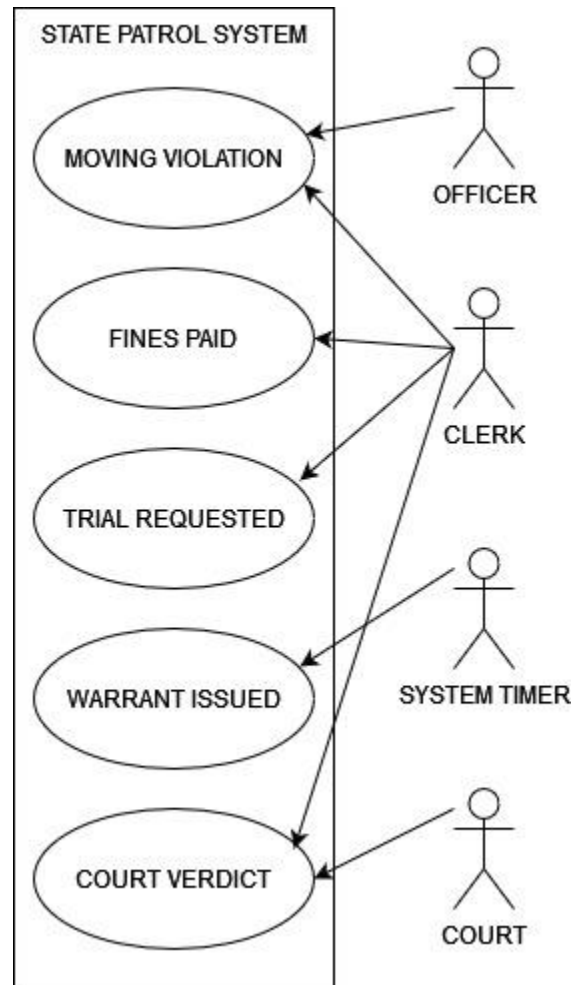 STATE PATROL SYSTEM
MOVING VIOLATION
OFFICER
FINES PAID
CLERK
TRIAL REQUESTED
WARRANT ISSUED
SYSTEM TIMER
COURT VERDICT
COURT